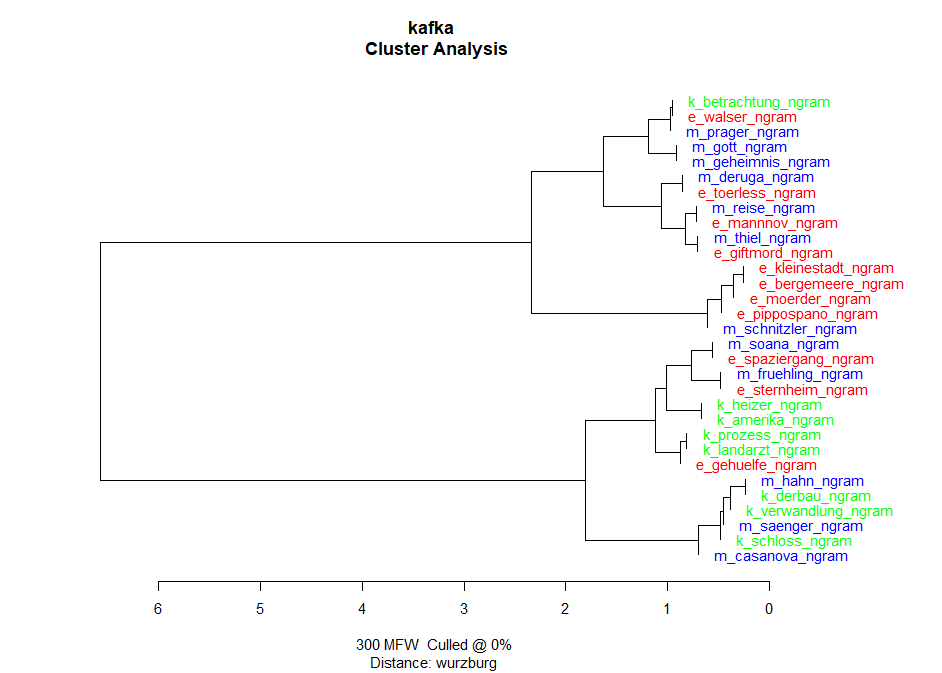 kafka
Cluster Analysis
k_betrachtung_ngram
e_walser_ngram
m_prager_ngram
m_gott_ngram
m_geheimnis_ngram
m_deruga_ngram
e_toerless_ngram
m_reise_ngram
e_mannnov_ngram
m_thiel_ngram
e_giftmord_ngram
e_kleinestadt_ngram
e_bergemeere_ngram
e_moerder_ngram
e_pippospano_ngram
m_schnitzler_ngram
m_soana_ngram
e_spaziergang_ngram
m_fruehling_ngram
e_sternheim_ngram
k_heizer_ngram
k_amerika_ngram
k_prozess_ngram
k_landarzt_ngram
e_gehuelfe_ngram
m_hahn_ngram
k_derbau_ngram
k_verwandlung_ngram
m_saenger_ngram
k_schloss_ngram
m_casanova_ngram
6 5 4 3 2 1 0
300 MFW  Culled @ 0%
Distance: wurzburg